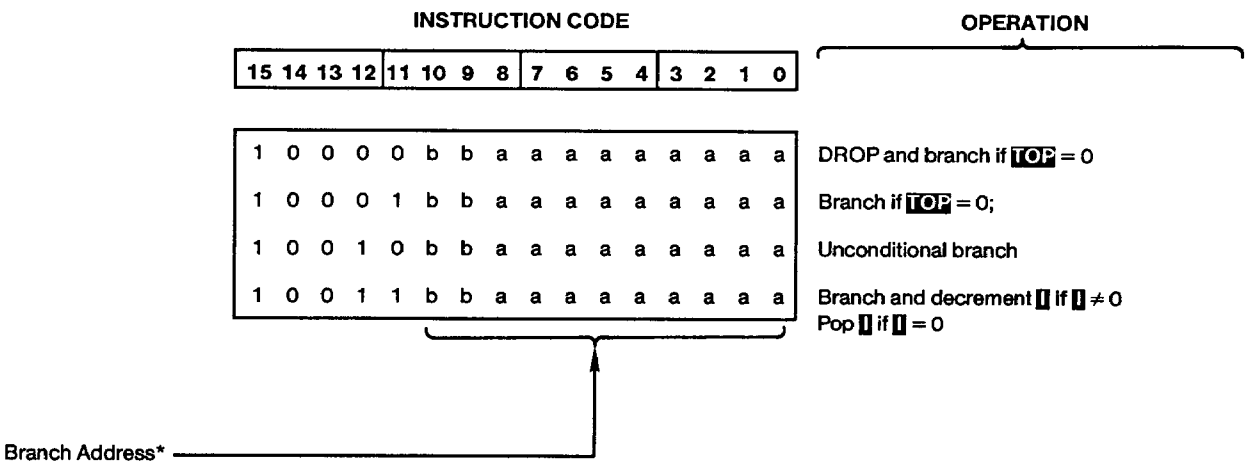 INSTRUCTION CODE
OPERATION
15 14 13 12 11 10 9 8 7 6 5 4 3 2 1 0
1 0 0 0 0 b b a a a a a a a a a DROP and branch if TOP = 0
1 0 0 0 1 b b a a a a a a a a a Branch if TOP = 0;
1 0 0 1 0 b b a a a a a a a a a Unconditional branch
1 0 0 1 1 b b a a a a a a a a a Branch and decrement I if I ≠ 0
Pop I if I = 0
Branch Address*